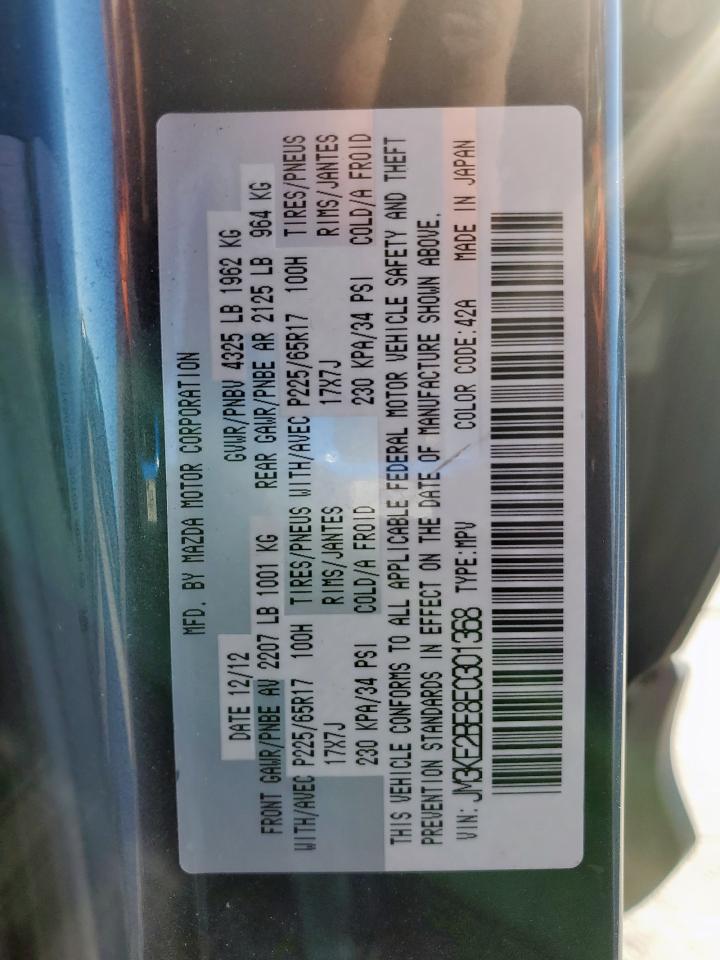 MFD. BY MAZDA MOTOR CORPORATION
DATE 12/12 GVWR/PNBV 4325 LB 1962 KG
FRONT GAWR/PNBE AV 2207 LB 1001 KG REAR GAWR/PNBE AR 2125 LB 964 KG
WITH/AVEC P225/65R17 100H TIRES/PNEUS WITH/AVEC P225/65R17 100H TIRES/PNEUS
17X7J RIMS/JANTES 17X7J RIMS/JANTES
230 KPA/34 PSI COLD/A FROID 230 KPA/34 PSI COLD/A FROID
THIS VEHICLE CONFORMS TO ALL APPLICABLE FEDERAL MOTOR VEHICLE SAFETY AND THEFT
PREVENTION STANDARDS IN EFFECT ON THE DATE OF MANUFACTURE SHOWN ABOVE.
VIN: JM3KE2BE8E0301368 TYPE:MPV COLOR CODE:42A MADE IN JAPAN